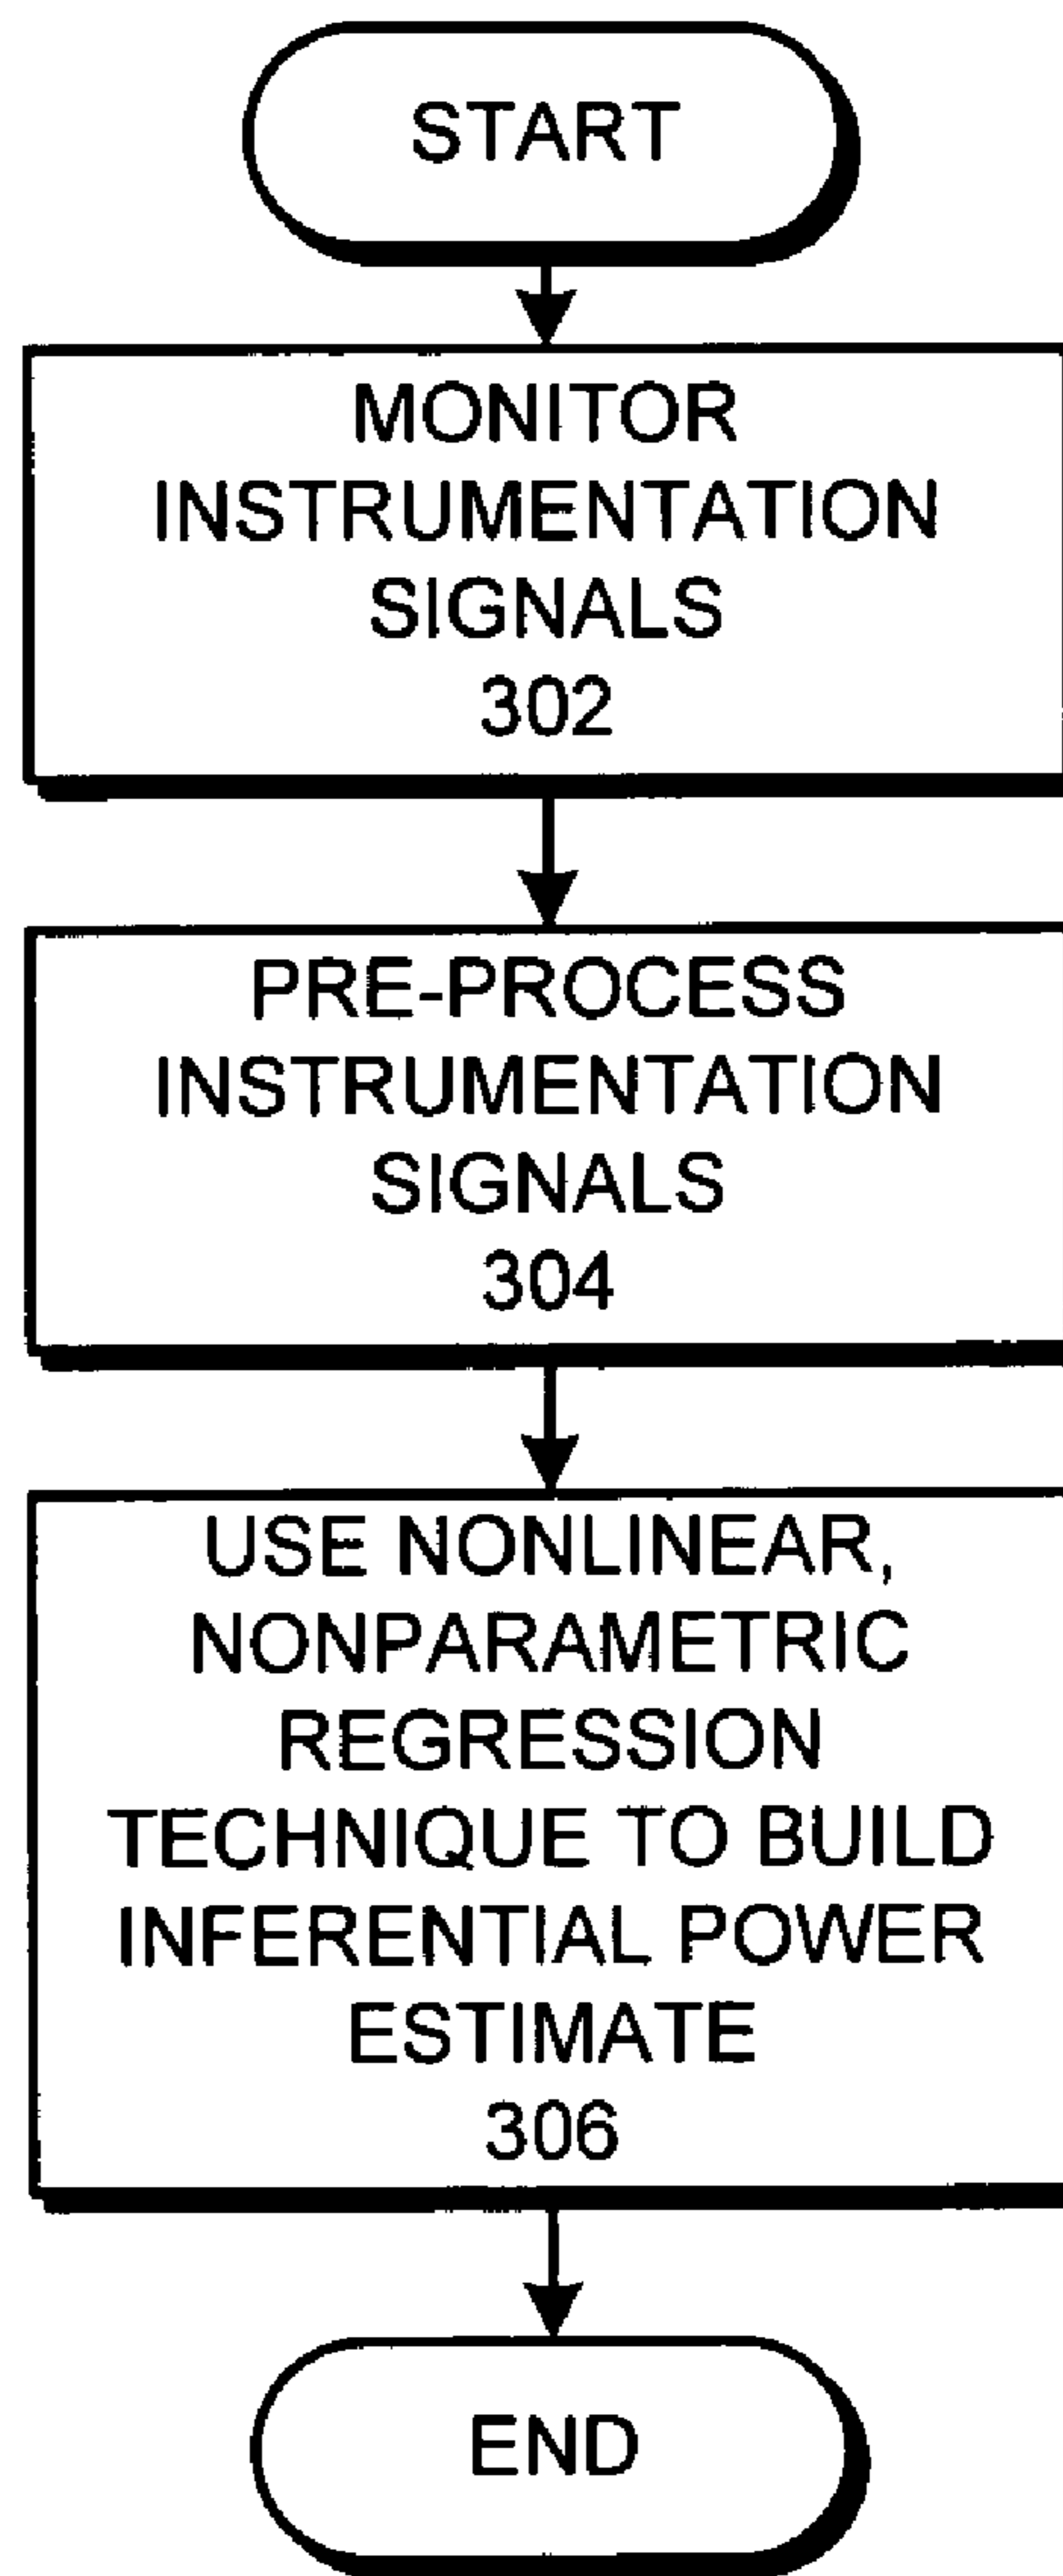 START
MONITOR
INSTRUMENTATION
SIGNALS
302
PRE-PROCESS
INSTRUMENTATION
SIGNALS
304
USE NONLINEAR,
NONPARAMETRIC
REGRESSION
TECHNIQUE TO BUILD
INFERENTIAL POWER
ESTIMATE
306
END